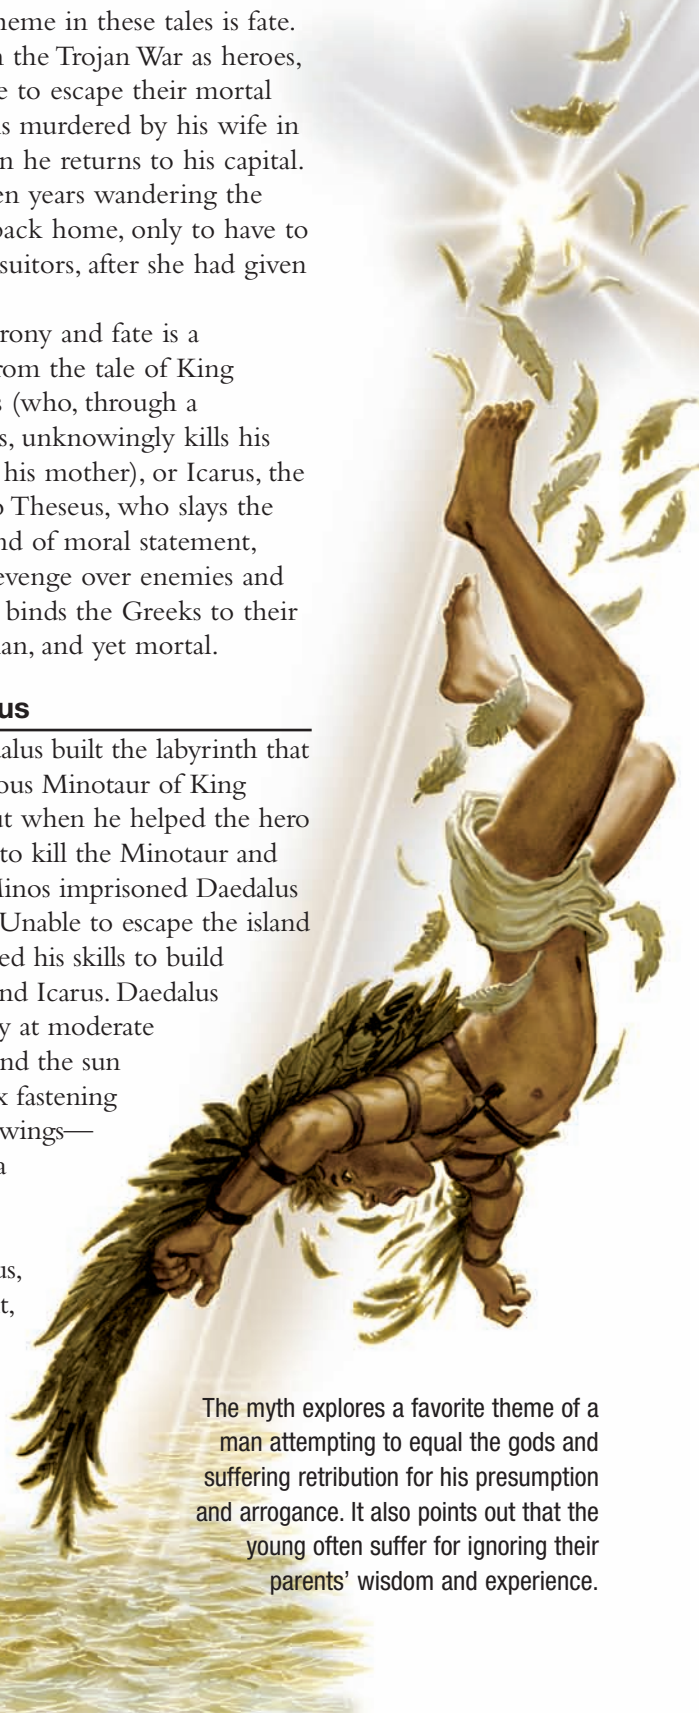 heme in these tales is fate.
n the Trojan War as heroes,
e to escape their mortal
s murdered by his wife in
n he returns to his capital.
en years wandering the
back home, only to have to
suitors, after she had given
rony and fate is a
rom the tale of King
s (who, through a
s, unknowingly kills his
his mother), or Icarus, the
o Theseus, who slays the
nd of moral statement,
evenge over enemies and
binds the Greeks to their
an, and yet mortal.
us
alus built the labyrinth that
ous Minotaur of King
ut when he helped the hero
to kill the Minotaur and
Minos imprisoned Daedalus
Unable to escape the island
ed his skills to build
nd Icarus. Daedalus
y at moderate
nd the sun
x fastening
wings—
a
us,
t,
The myth explores a favorite theme of a
man attempting to equal the gods and
suffering retribution for his presumption
and arrogance. It also points out that the
young often suffer for ignoring their
parents’ wisdom and experience.